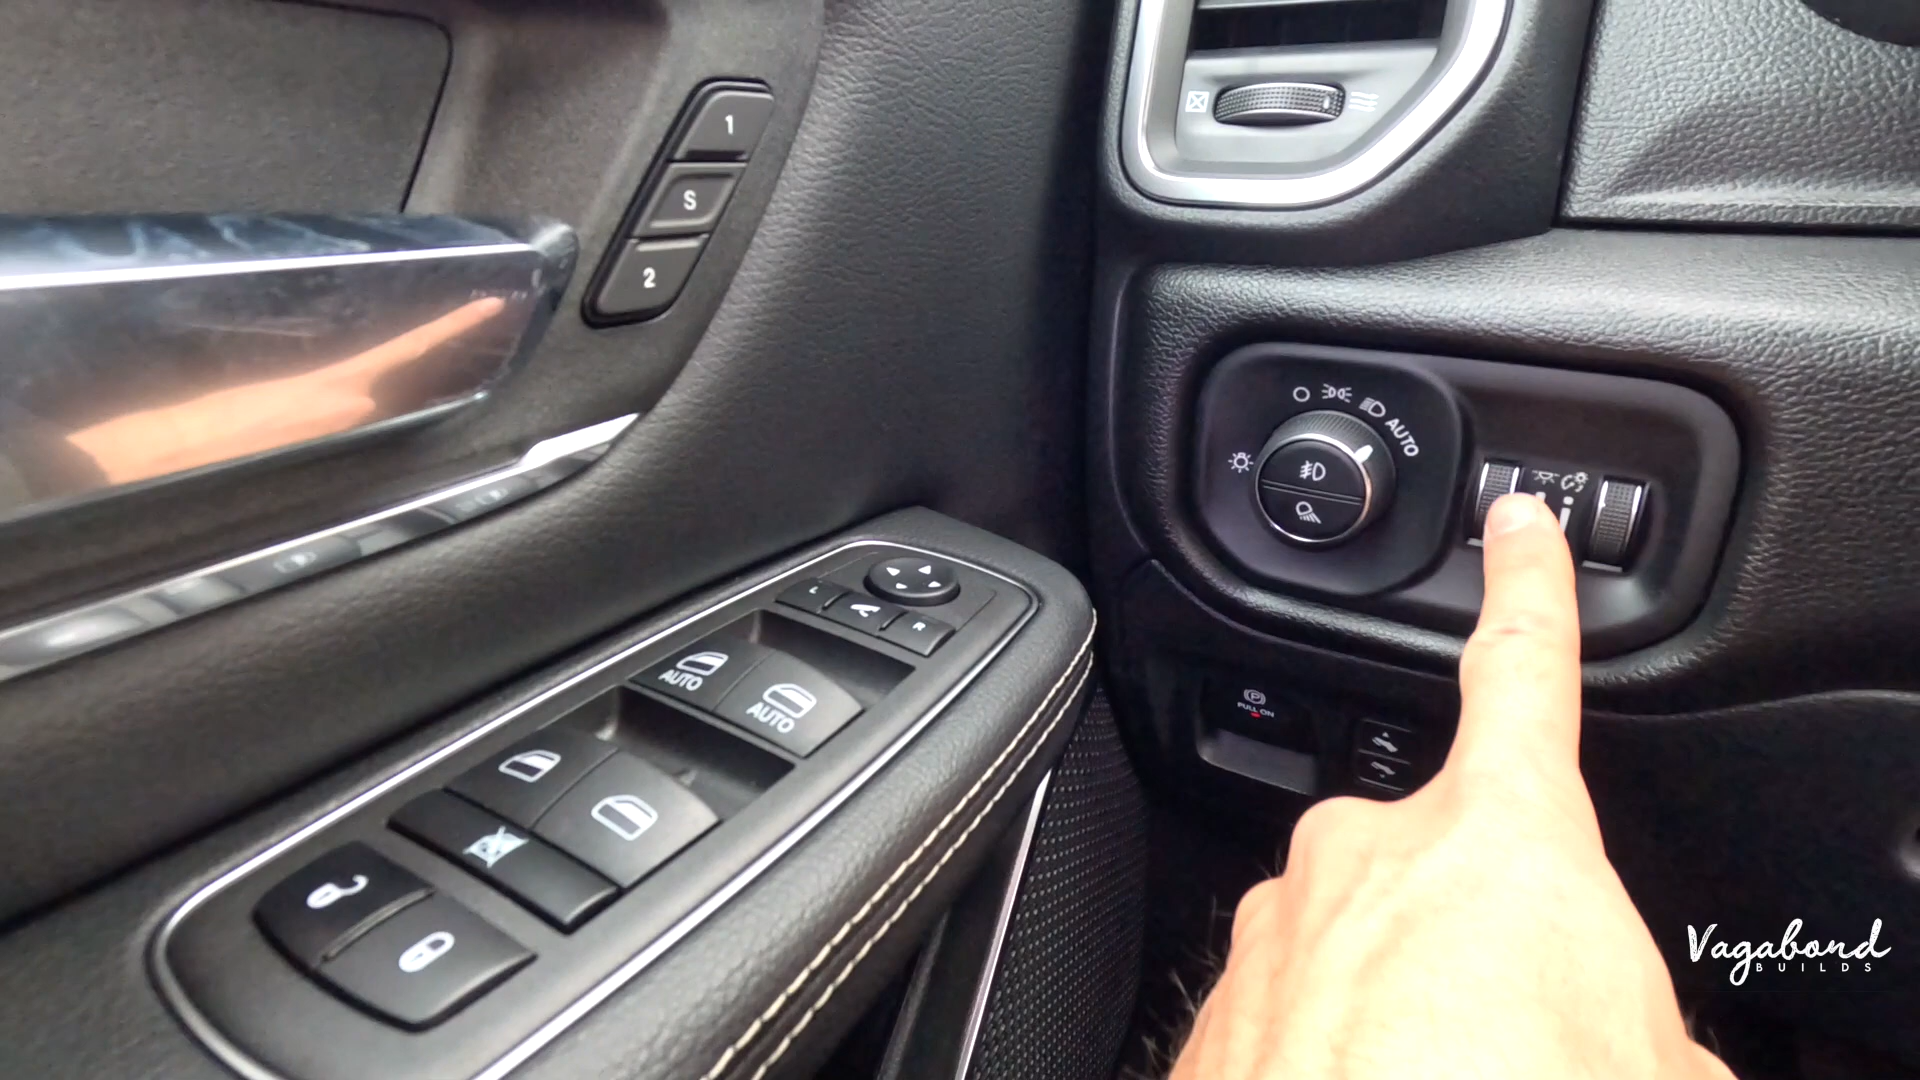 1
S
2
AUTO
L
R
AUTO
AUTO
PULL ON
Vagabond
BUILDS